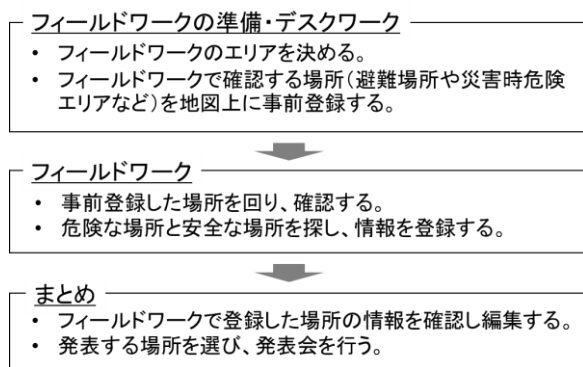 フィールドワークの準備・デスクワーク
• フィールドワークのエリアを決める。
• フィールドワークで確認する場所(避難場所や災害時危険
エリアなど)を地図上に事前登録する。
フィールドワーク
• 事前登録した場所を回り、確認する。
• 危険な場所と安全な場所を探し、情報を登録する。
まとめ
• フィールドワークで登録した場所の情報を確認し編集する。
• 発表する場所を選び、発表会を行う。